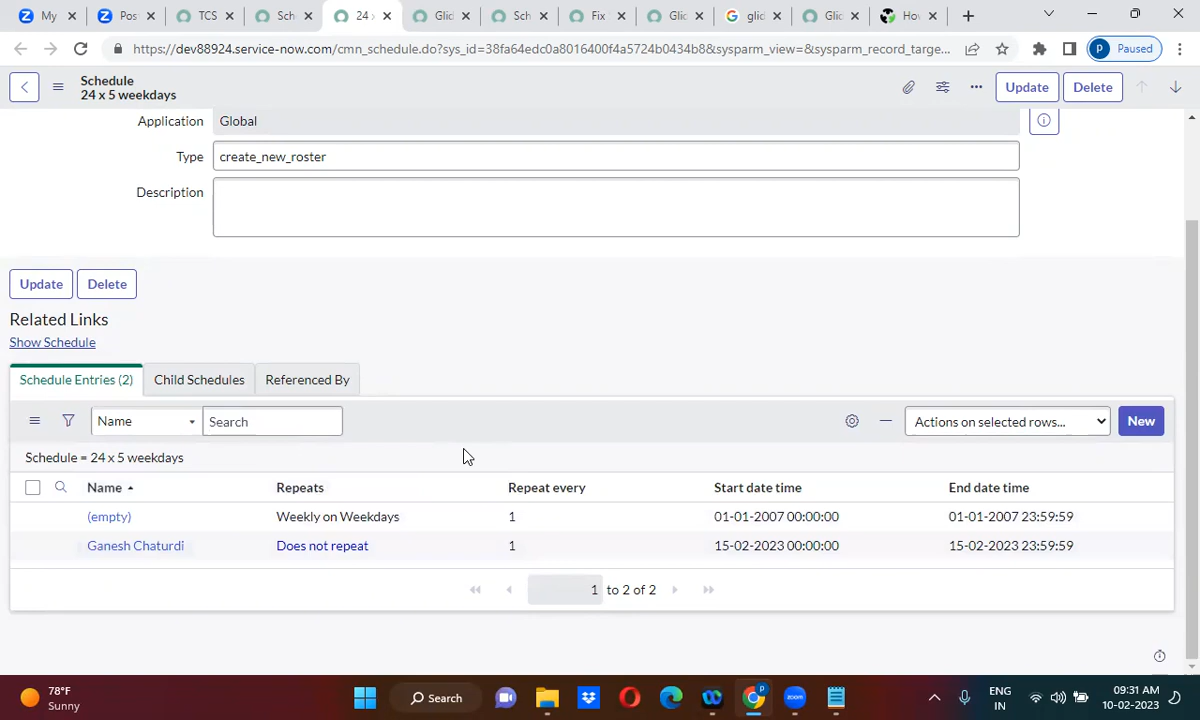 My
Pos
TCS
Sch
24 x
Glid
Sch
Fix
Glid
glid
Glid
How
https://dev88924.service-now.com/cmn_schedule.do?sys_id=38fa64edc0a8016400f4a5724b0434b8&sysparm_view=&sysparm_record_targe...
P Paused
Schedule
24 x 5 weekdays
Update Delete
Application Global
Type create_new_roster
Description
Update Delete
Related Links
Show Schedule
Schedule Entries (2) Child Schedules Referenced By
Name Search Actions on selected rows... New
Schedule = 24 x 5 weekdays
Name Repeats Repeat every Start date time End date time
(empty) Weekly on Weekdays 1 01-01-2007 00:00:00 01-01-2007 23:59:59
Ganesh Chaturdi Does not repeat 1 15-02-2023 00:00:00 15-02-2023 23:59:59
1 to 2 of 2
78°F
Sunny
Search
zoom
ENG
IN
09:31 AM
10-02-2023